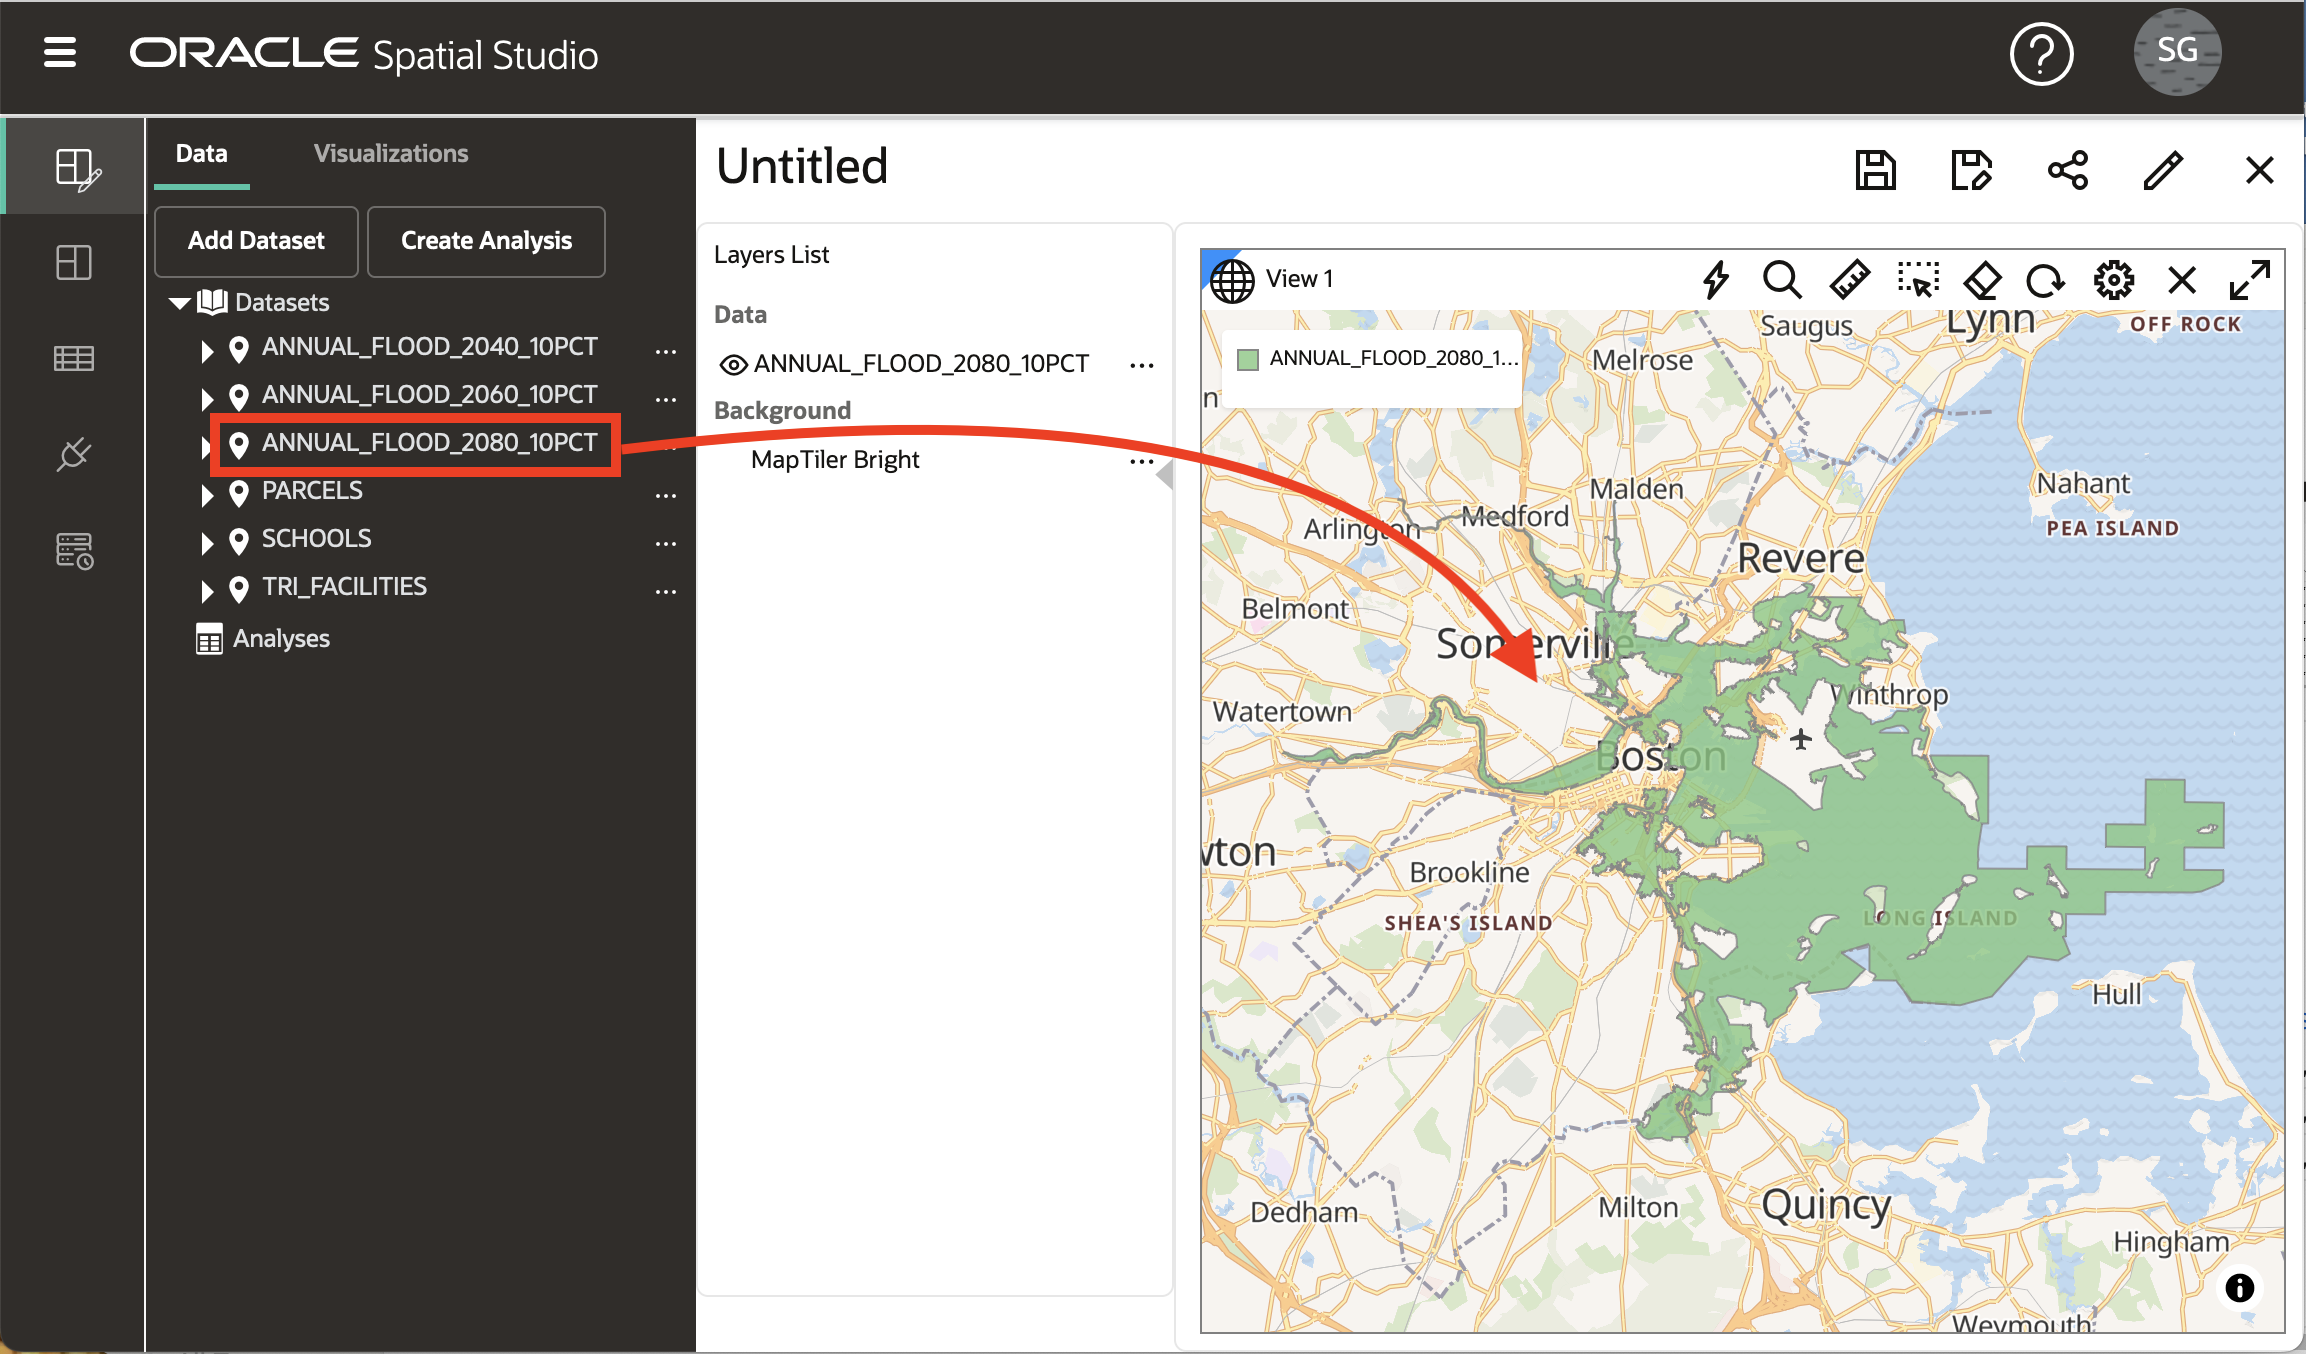 ORACLE Spatial Studio
SG
Data
Visualizations
Add Dataset
Create Analysis
Datasets
ANNUAL_FLOOD_2040_10PCT
ANNUAL_FLOOD_2060_10PCT
ANNUAL_FLOOD_2080_10PCT
PARCELS
SCHOOLS
TRI_FACILITIES
Analyses
Untitled
Layers List
Data
ANNUAL_FLOOD_2080_10PCT
Background
MapTiler Bright
View 1
ANNUAL_FLOOD_2080_1...
Saugus
Lynn
OFF ROCK
Melrose
Malden
Nahant
Arlington
Medford
PEA ISLAND
Revere
Belmont
Somerville
Winthrop
Watertown
Boston
Brookline
SHEA'S ISLAND
LONG ISLAND
Hull
Dedham
Milton
Quincy
Hingham
Weymouth